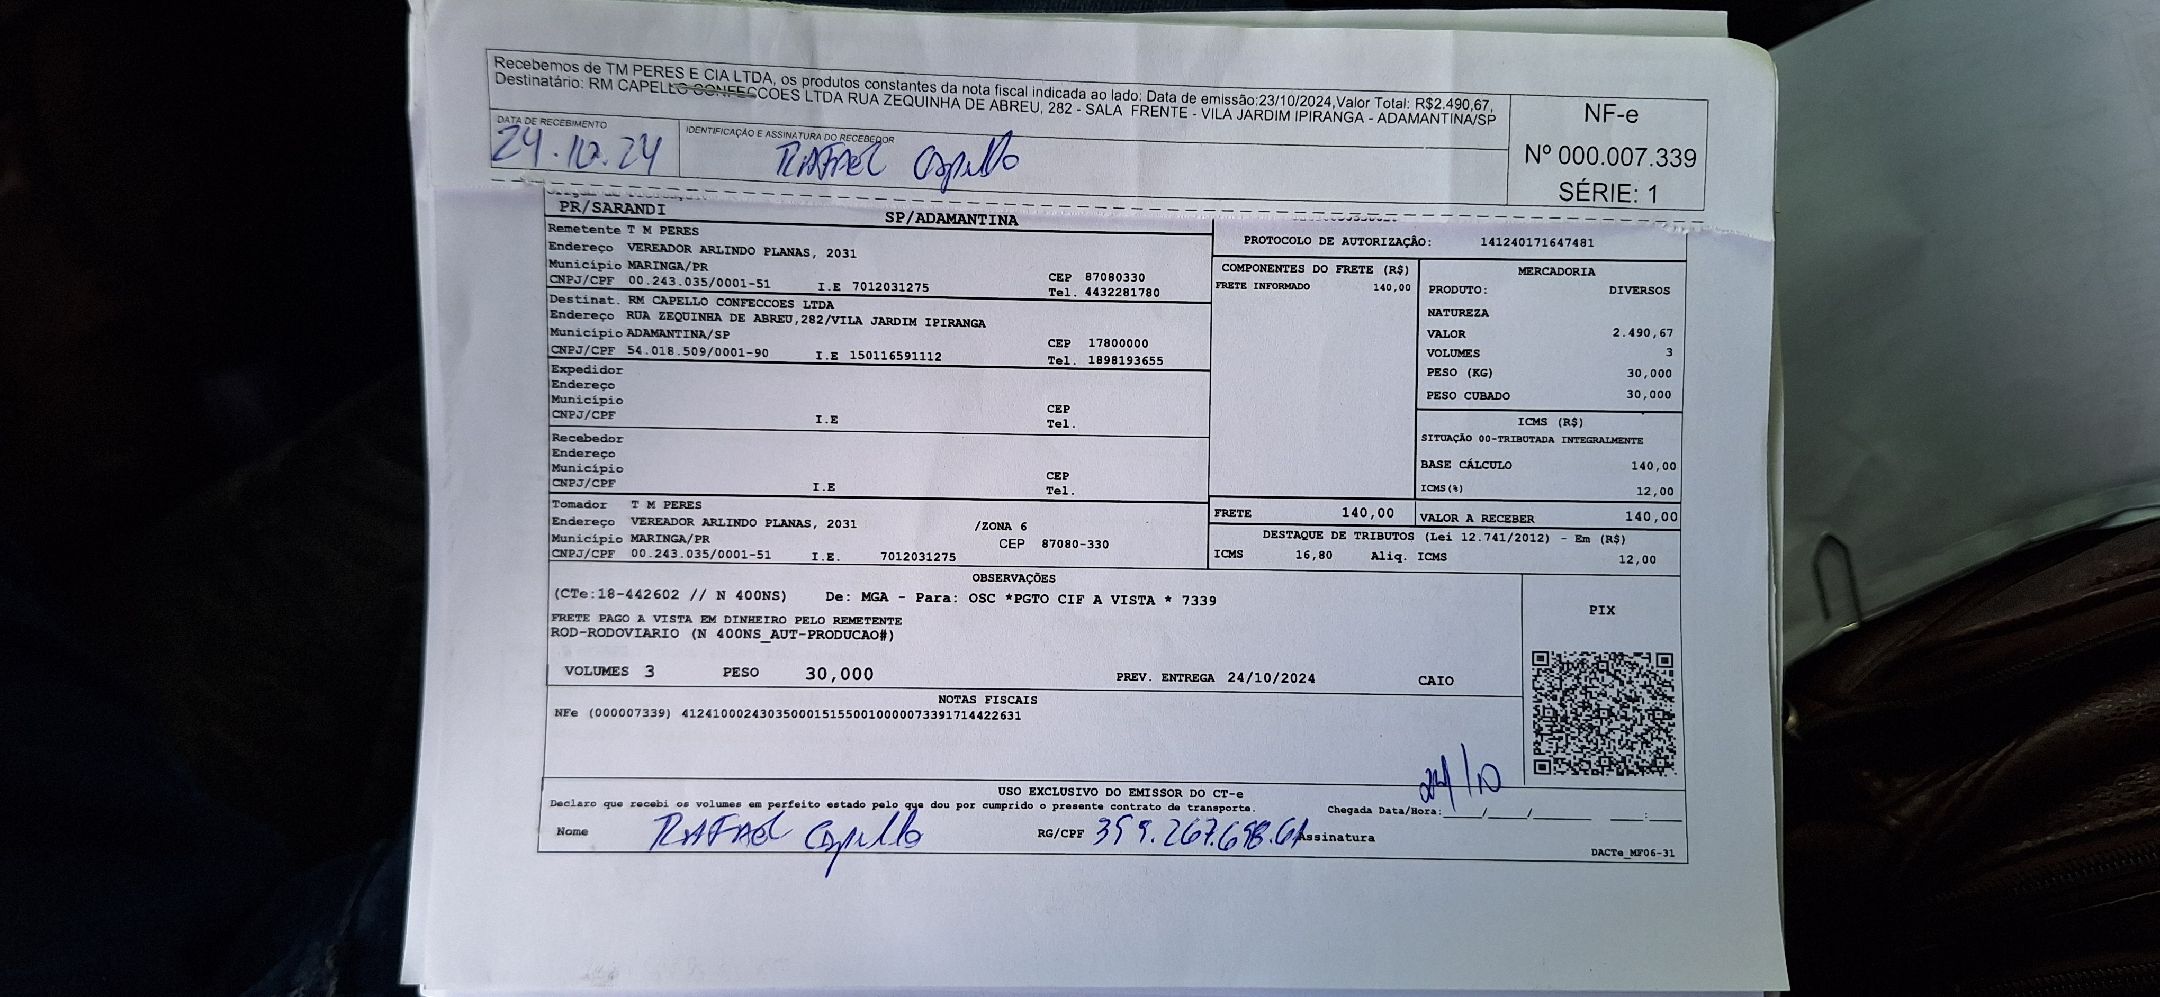 Recebemos de TM PERES E CIA LTDA, os produtos constantes da nota fiscal indicada ao lado; Data de emissão:23/10/2024,Valor Total: R$2.490,67,
Destinatário: RM CAPELLO CONFECCOES LTDA RUA ZEQUINHA DE ABREU, 282 - SALA FRENTE - VILA JARDIM IPIRANGA - ADAMANTINA/SP
DATA DE RECEBIMENTO
24.10.24
IDENTIFICAÇÃO E ASSINATURA DO RECEBEDOR
RAFAEL Capello
NF-e
Nº 000.007.339
SÉRIE: 1
PR/SARANDI
SP/ADAMANTINA
Remetente T M PERES
Endereço VEREADOR ARLINDO PLANAS, 2031
Município MARINGA/PR
CEP 87080330
CNPJ/CPF 00.243.035/0001-51 I.E 7012031275 Tel. 4432281780
Destinat. RM CAPELLO CONFECCOES LTDA
Endereço RUA ZEQUINHA DE ABREU,282/VILA JARDIM IPIRANGA
Município ADAMANTINA/SP CEP 17800000
CNPJ/CPF 54.018.509/0001-90 I.E 150116591112 Tel. 1898193655
Expedidor
Endereço
Município CEP
CNPJ/CPF I.E Tel.
Recebedor
Endereço
Município CEP
CNPJ/CPF I.E Tel.
Tomador T M PERES
Endereço VEREADOR ARLINDO PLANAS, 2031 /ZONA 6
Município MARINGA/PR CEP 87080-330
CNPJ/CPF 00.243.035/0001-51 I.E. 7012031275
PROTOCOLO DE AUTORIZAÇÃO: 141240171647481
COMPONENTES DO FRETE (R$)
FRETE INFORMADO 140,00
MERCADORIA
PRODUTO: DIVERSOS
NATUREZA
VALOR 2.490,67
VOLUMES 3
PESO (KG) 30,000
PESO CUBADO 30,000
ICMS (R$)
SITUAÇÃO 00-TRIBUTADA INTEGRALMENTE
BASE CÁLCULO 140,00
ICMS(%) 12,00
FRETE 140,00
VALOR A RECEBER 140,00
DESTAQUE DE TRIBUTOS (Lei 12.741/2012) - Em (R$)
ICMS 16,80 Aliq. ICMS 12,00
OBSERVAÇÕES
(CTe:18-442602 // N 400NS) De: MGA - Para: OSC *PGTO CIF A VISTA * 7339
FRETE PAGO A VISTA EM DINHEIRO PELO REMETENTE
ROD-RODOVIARIO (N 400NS_AUT-PRODUCAO#)
VOLUMES 3 PESO 30,000 PREV. ENTREGA 24/10/2024 CAIO
PIX
NOTAS FISCAIS
NFe (000007339) 41241000243035000151550010000073391714422631
24/10
USO EXCLUSIVO DO EMISSOR DO CT-e
Declaro que recebi os volumes em perfeito estado pelo que dou por cumprido o presente contrato de transporte.
Chegada Data/Hora:____/____/____ __:__
Nome RAFAEL Capello RG/CPF 359.267.698.61 Assinatura
DACTe_MF06-31